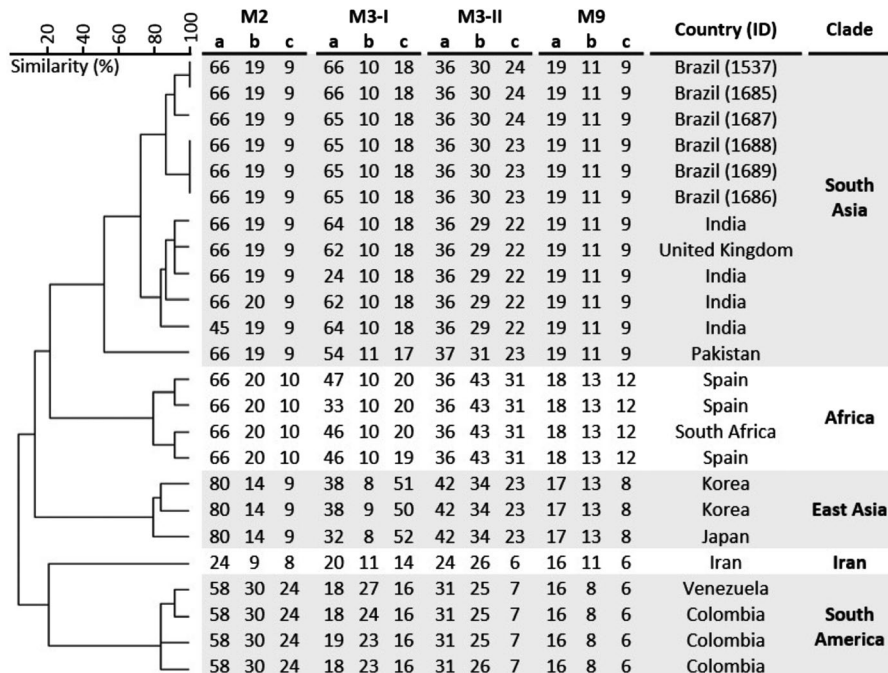 20 40 60 80 100
Similarity (%)
M2 M3-I M3-II M9 Country (ID) Clade
a b c a b c a b c a b c
66 19 9 66 10 18 36 30 24 19 11 9 Brazil (1537)
66 19 9 66 10 18 36 30 24 19 11 9 Brazil (1685)
66 19 9 65 10 18 36 30 24 19 11 9 Brazil (1687)
66 19 9 65 10 18 36 30 23 19 11 9 Brazil (1688)
66 19 9 65 10 18 36 30 23 19 11 9 Brazil (1689)
66 19 9 65 10 18 36 30 23 19 11 9 Brazil (1686)
South
Asia
66 19 9 64 10 18 36 29 22 19 11 9 India
66 19 9 62 10 18 36 29 22 19 11 9 United Kingdom
66 19 9 24 10 18 36 29 22 19 11 9 India
66 20 9 62 10 18 36 29 22 19 11 9 India
45 19 9 64 10 18 36 29 22 19 11 9 India
66 19 9 54 11 17 37 31 23 19 11 9 Pakistan
66 20 10 47 10 20 36 43 31 18 13 12 Spain
66 20 10 33 10 20 36 43 31 18 13 12 Spain
Africa
66 20 10 46 10 20 36 43 31 18 13 12 South Africa
66 20 10 46 10 19 36 43 31 18 13 12 Spain
80 14 9 38 8 51 42 34 23 17 13 8 Korea
80 14 9 38 9 50 42 34 23 17 13 8 Korea East Asia
80 14 9 32 8 52 42 34 23 17 13 8 Japan
24 9 8 20 11 14 24 26 6 16 11 6 Iran Iran
58 30 24 18 27 16 31 25 7 16 8 6 Venezuela
58 30 24 18 24 16 31 25 7 16 8 6 Colombia South
58 30 24 19 23 16 31 25 7 16 8 6 Colombia America
58 30 24 18 23 16 31 26 7 16 8 6 Colombia